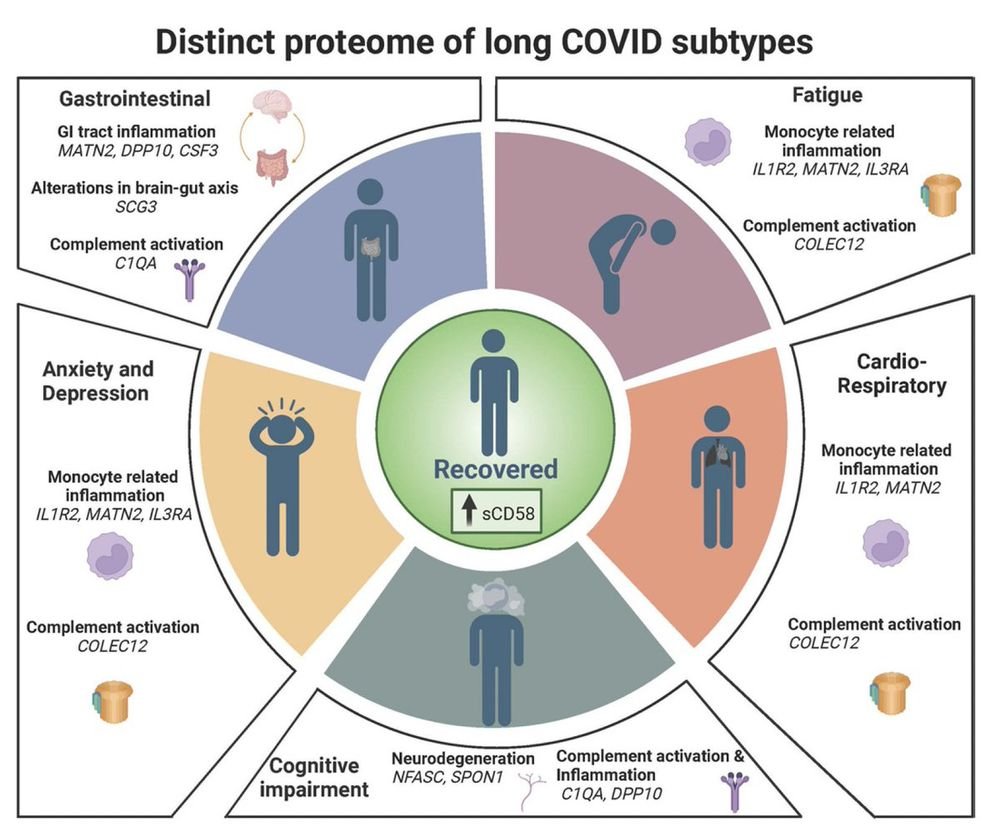 Distinct proteome of long COVID subtypes
Gastrointestinal
GI tract inflammation
MATN2, DPP10, CSF3
Alterations in brain-gut axis
SCG3
Complement activation
C1QA
Fatigue
Monocyte related
inflammation
IL1R2, MATN2, IL3RA
Complement activation
COLEC12
Anxiety and
Depression
Monocyte related
inflammation
IL1R2, MATN2, IL3RA
Complement activation
COLEC12
Recovered
sCD58
Cardio-
Respiratory
Monocyte related
inflammation
IL1R2, MATN2
Complement activation
COLEC12
Cognitive
impairment
Neurodegeneration
NFASC, SPON1
Complement activation &
Inflammation
C1QA, DPP10